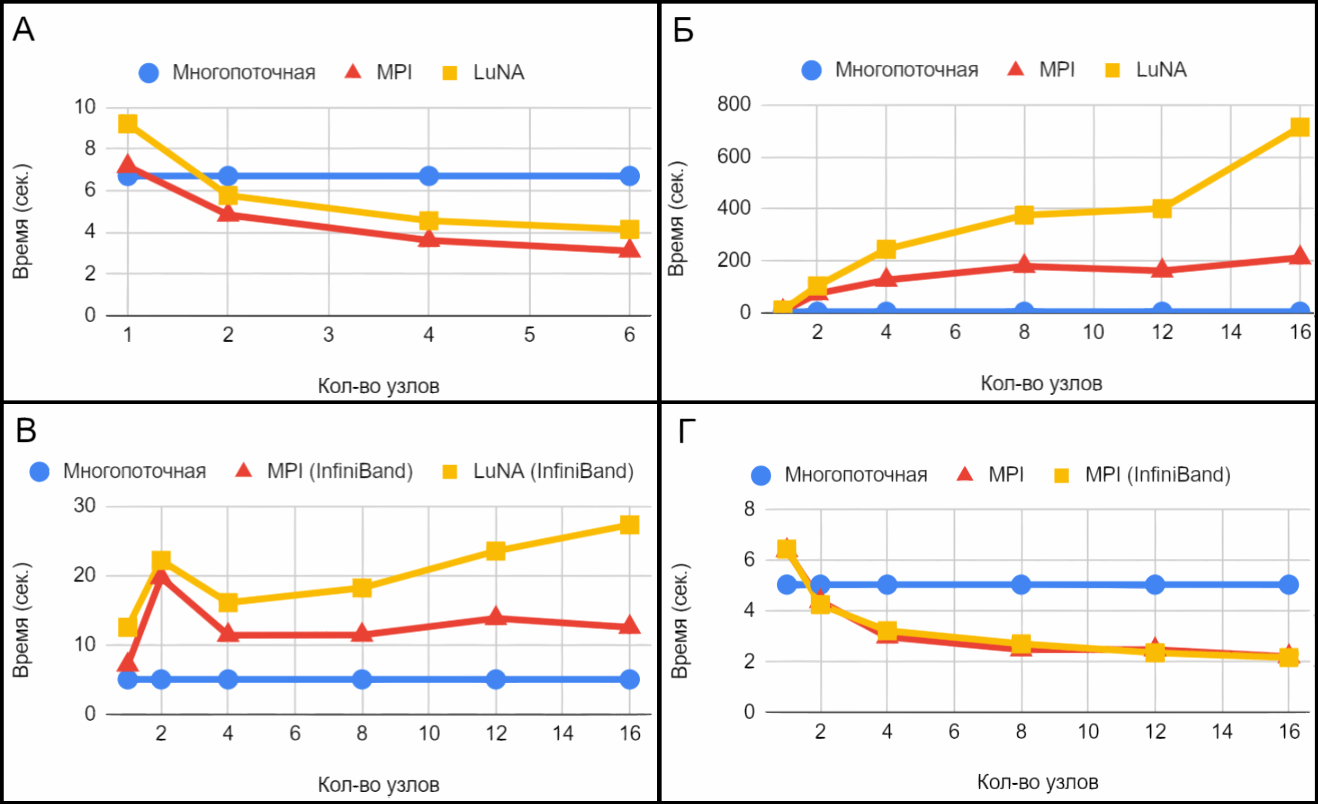 А
Многопоточная MPI LuNA
Время (сек.)
10
8
6
4
2
0
1 2 3 4 5 6
Кол-во узлов
Б
Многопоточная MPI LuNA
Время (сек.)
800
600
400
200
0
2 4 6 8 10 12 14 16
Кол-во узлов
В
Многопоточная MPI (InfiniBand) LuNA (InfiniBand)
Время (сек.)
30
20
10
0
2 4 6 8 10 12 14 16
Кол-во узлов
Г
Многопоточная MPI MPI (InfiniBand)
Время (сек.)
8
6
4
2
0
2 4 6 8 10 12 14 16
Кол-во узлов